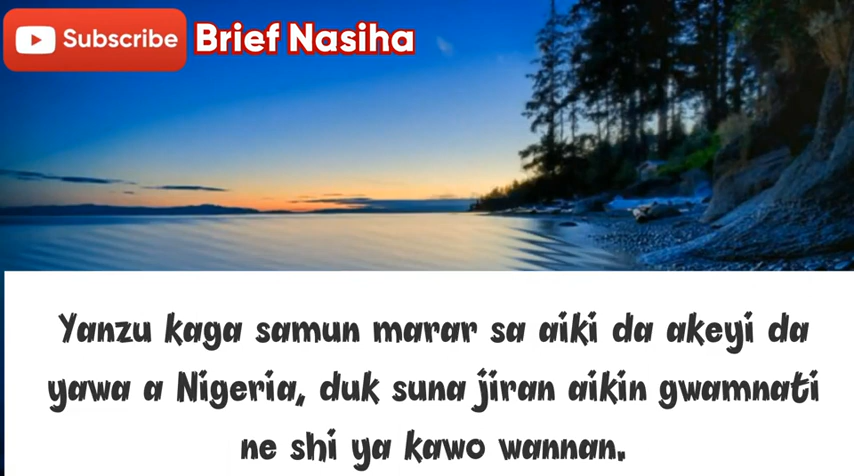 Subscribe Brief Nasiha
Yanzu kaga samun marar sa aiki da akeyi da
yawa a Nigeria, duk suna jiran aikin gwamnati
ne shi ya kawo wannan.